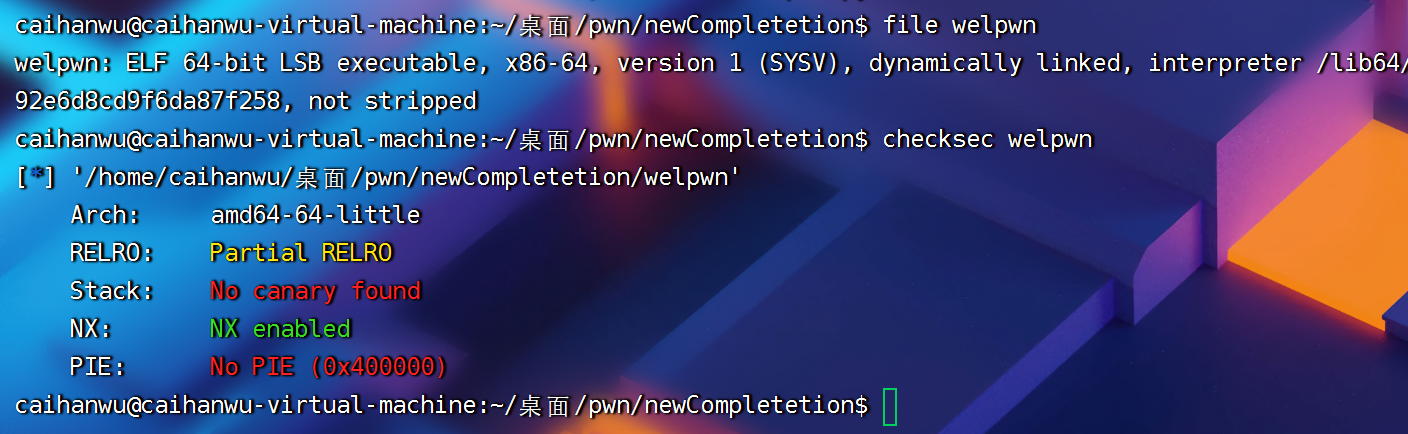 caihanwu@caihanwu-virtual-machine:~/桌面/pwn/newCompletetion$ file welpwn
welpwn: ELF 64-bit LSB executable, x86-64, version 1 (SYSV), dynamically linked, interpreter /lib64/
92e6d8cd9f6da87f258, not stripped
caihanwu@caihanwu-virtual-machine:~/桌面/pwn/newCompletetion$ checksec welpwn
[*] '/home/caihanwu/桌面/pwn/newCompletetion/welpwn'
Arch: amd64-64-little
RELRO: Partial RELRO
Stack: No canary found
NX: NX enabled
PIE: No PIE (0x400000)
caihanwu@caihanwu-virtual-machine:~/桌面/pwn/newCompletetion$